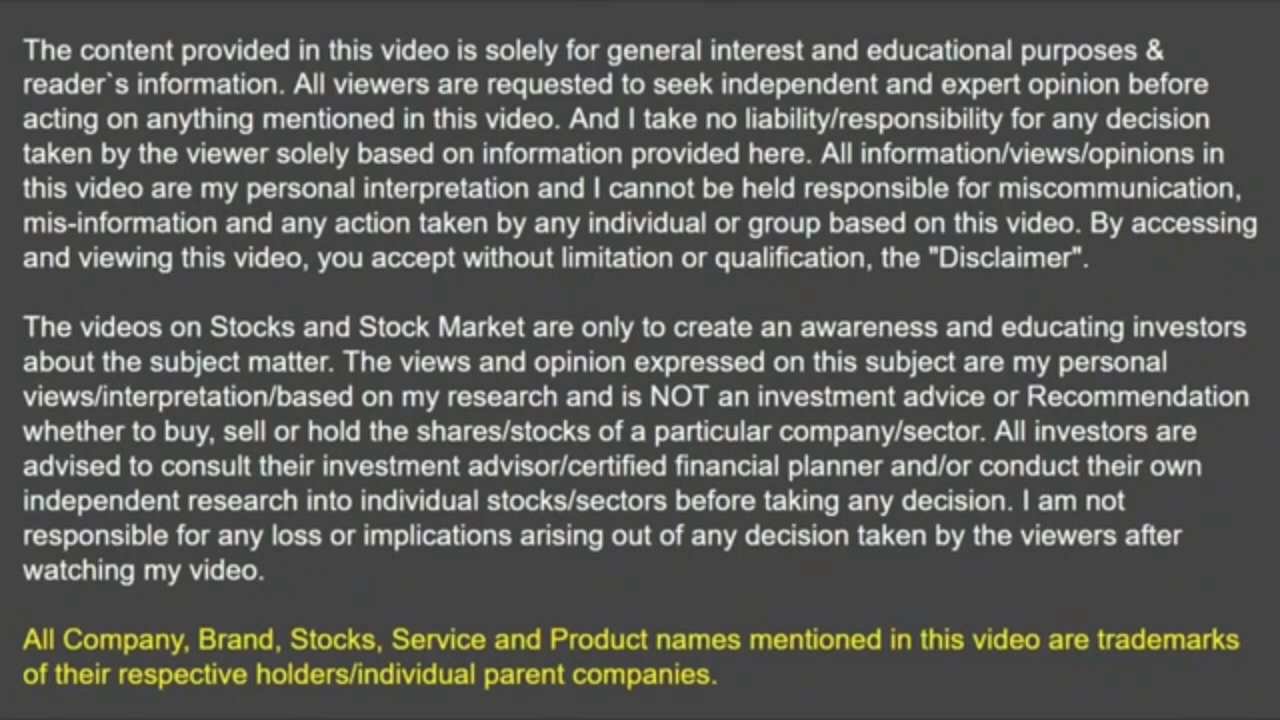 The content provided in this video is solely for general interest and educational purposes &
reader`s information. All viewers are requested to seek independent and expert opinion before
acting on anything mentioned in this video. And I take no liability/responsibility for any decision
taken by the viewer solely based on information provided here. All information/views/opinions in
this video are my personal interpretation and I cannot be held responsible for miscommunication,
mis-information and any action taken by any individual or group based on this video. By accessing
and viewing this video, you accept without limitation or qualification, the "Disclaimer".
The videos on Stocks and Stock Market are only to create an awareness and educating investors
about the subject matter. The views and opinion expressed on this subject are my personal
views/interpretation/based on my research and is NOT an investment advice or Recommendation
whether to buy, sell or hold the shares/stocks of a particular company/sector. All investors are
advised to consult their investment advisor/certified financial planner and/or conduct their own
independent research into individual stocks/sectors before taking any decision. I am not
responsible for any loss or implications arising out of any decision taken by the viewers after
watching my video.
All Company, Brand, Stocks, Service and Product names mentioned in this video are trademarks
of their respective holders/individual parent companies.